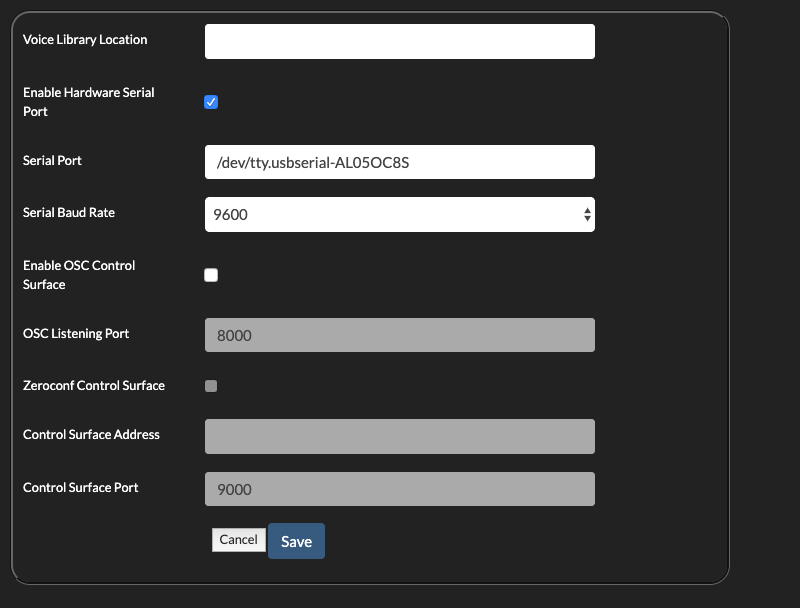 Voice Library Location
Enable Hardware Serial
Port
Serial Port
/dev/tty.usbserial-AL05OC8S
Serial Baud Rate
9600
Enable OSC Control
Surface
OSC Listening Port
8000
Zeroconf Control Surface
Control Surface Address
Control Surface Port
9000
Cancel
Save